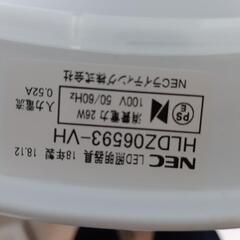 NEC LED照明器具 18年製 18.12
HLDZ06593-VH
消費電力 26W
100V 50/60Hz
入力電流 0.52A
PS E
NECライティング株式会社